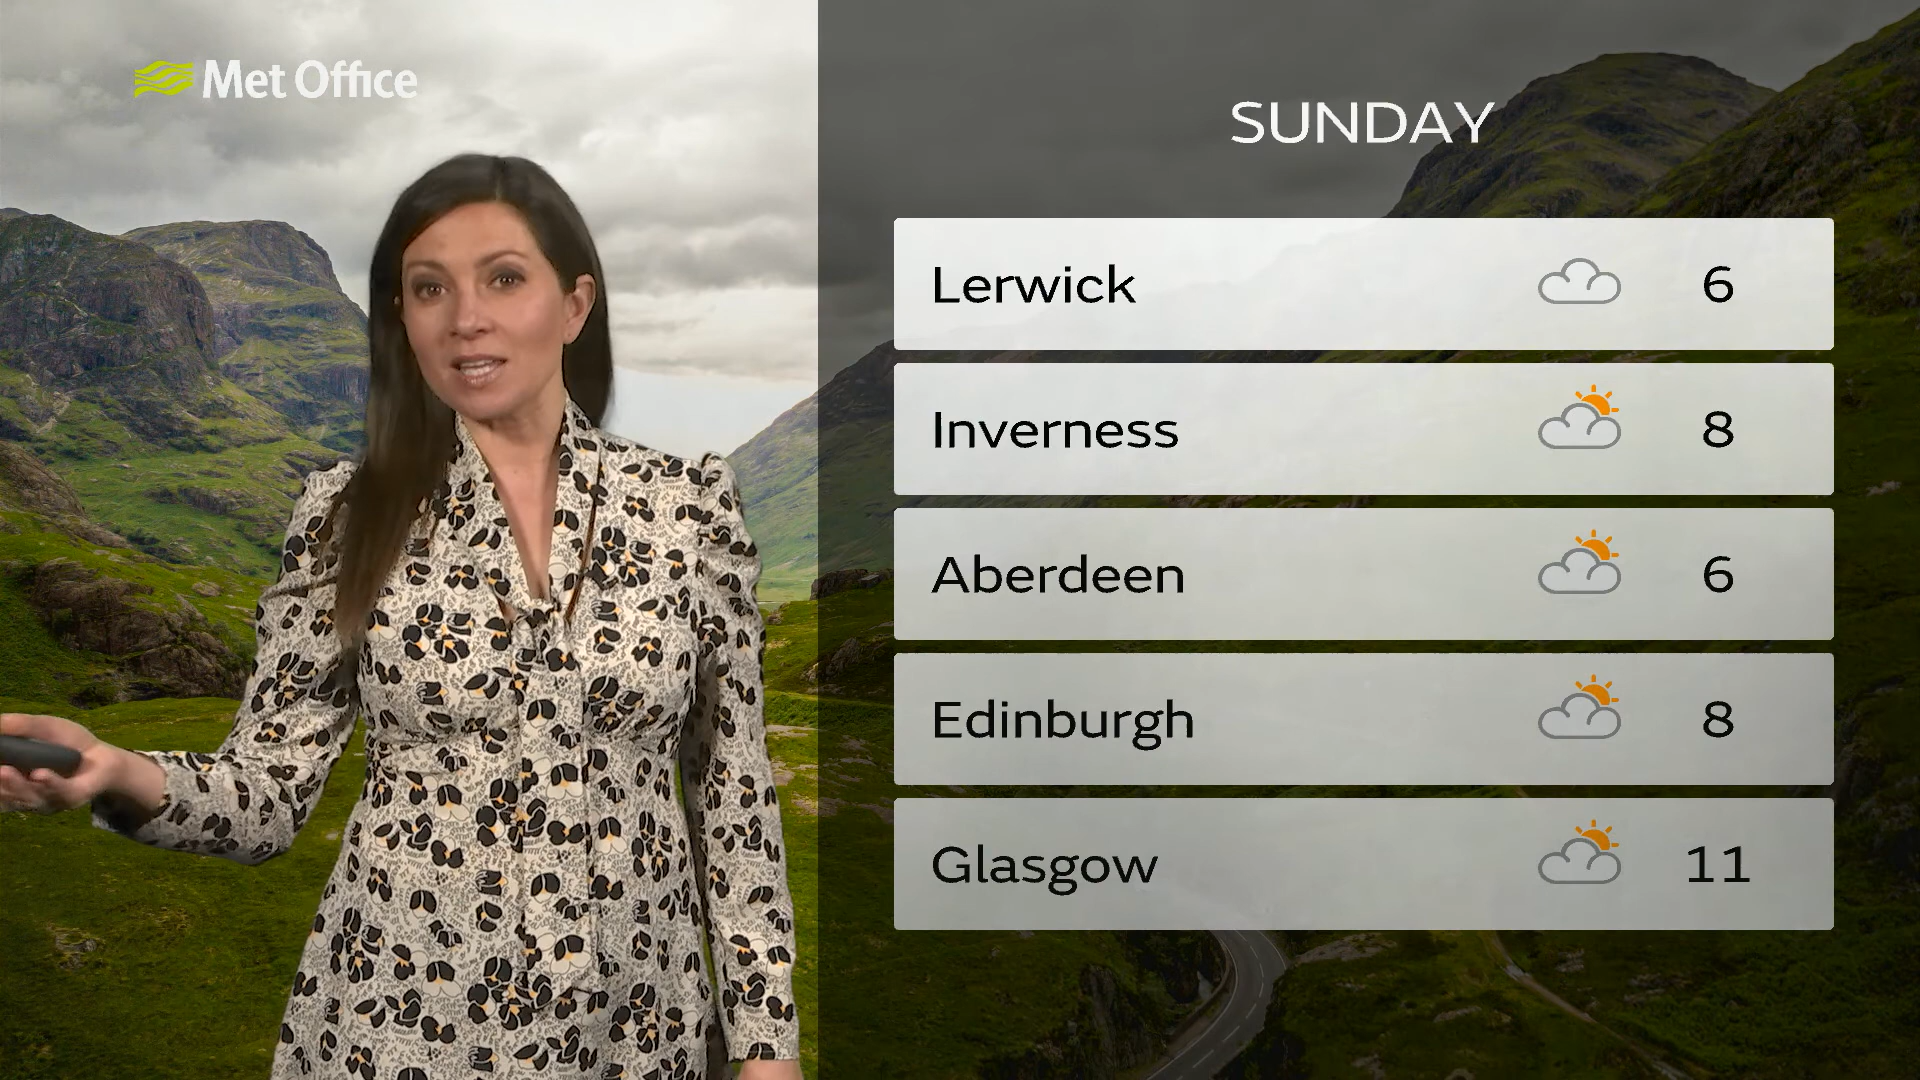 Met Office
SUNDAY
Lerwick 6
Inverness 8
Aberdeen 6
Edinburgh 8
Glasgow 11